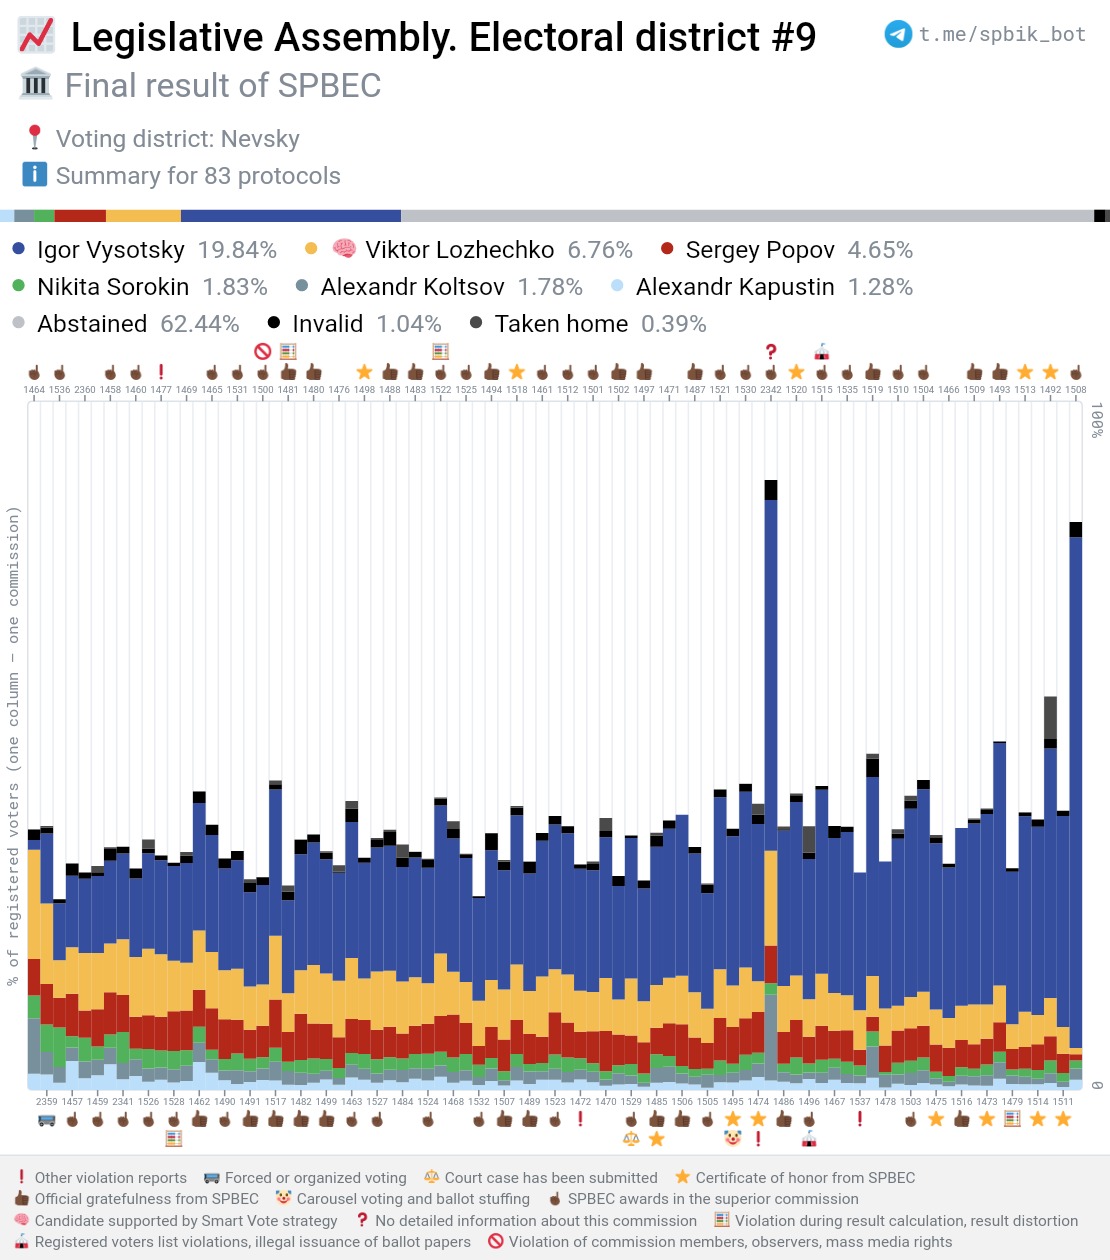 Legislative Assembly. Electoral district #9
t.me/spbik_bot
Final result of SPBEC
Voting district: Nevsky
Summary for 83 protocols
Igor Vysotsky 19.84% Viktor Lozhechko 6.76% Sergey Popov 4.65%
Nikita Sorokin 1.83% Alexandr Koltsov 1.78% Alexandr Kapustin 1.28%
Abstained 62.44% Invalid 1.04% Taken home 0.39%
1464 1536 2360 1458 1460 1477 1469 1465 1531 1500 1481 1480 1476 1498 1488 1483 1522 1525 1494 1518 1461 1512 1501 1502 1497 1471 1487 1521 1530 2342 1520 1515 1535 1519 1510 1504 1466 1509 1493 1513 1492 1508
100%
% of registered voters (one column – one commission)
0
2359 1457 1459 2341 1526 1528 1462 1490 1491 1517 1482 1499 1463 1527 1484 1524 1468 1532 1507 1489 1523 1472 1470 1529 1485 1506 1505 1495 1474 1486 1496 1467 1537 1478 1503 1475 1516 1473 1479 1514 1511
Other violation reports Forced or organized voting Court case has been submitted Certificate of honor from SPBEC
Official gratefulness from SPBEC Carousel voting and ballot stuffing SPBEC awards in the superior commission
Candidate supported by Smart Vote strategy No detailed information about this commission Violation during result calculation, result distortion
Registered voters list violations, illegal issuance of ballot papers Violation of commission members, observers, mass media rights